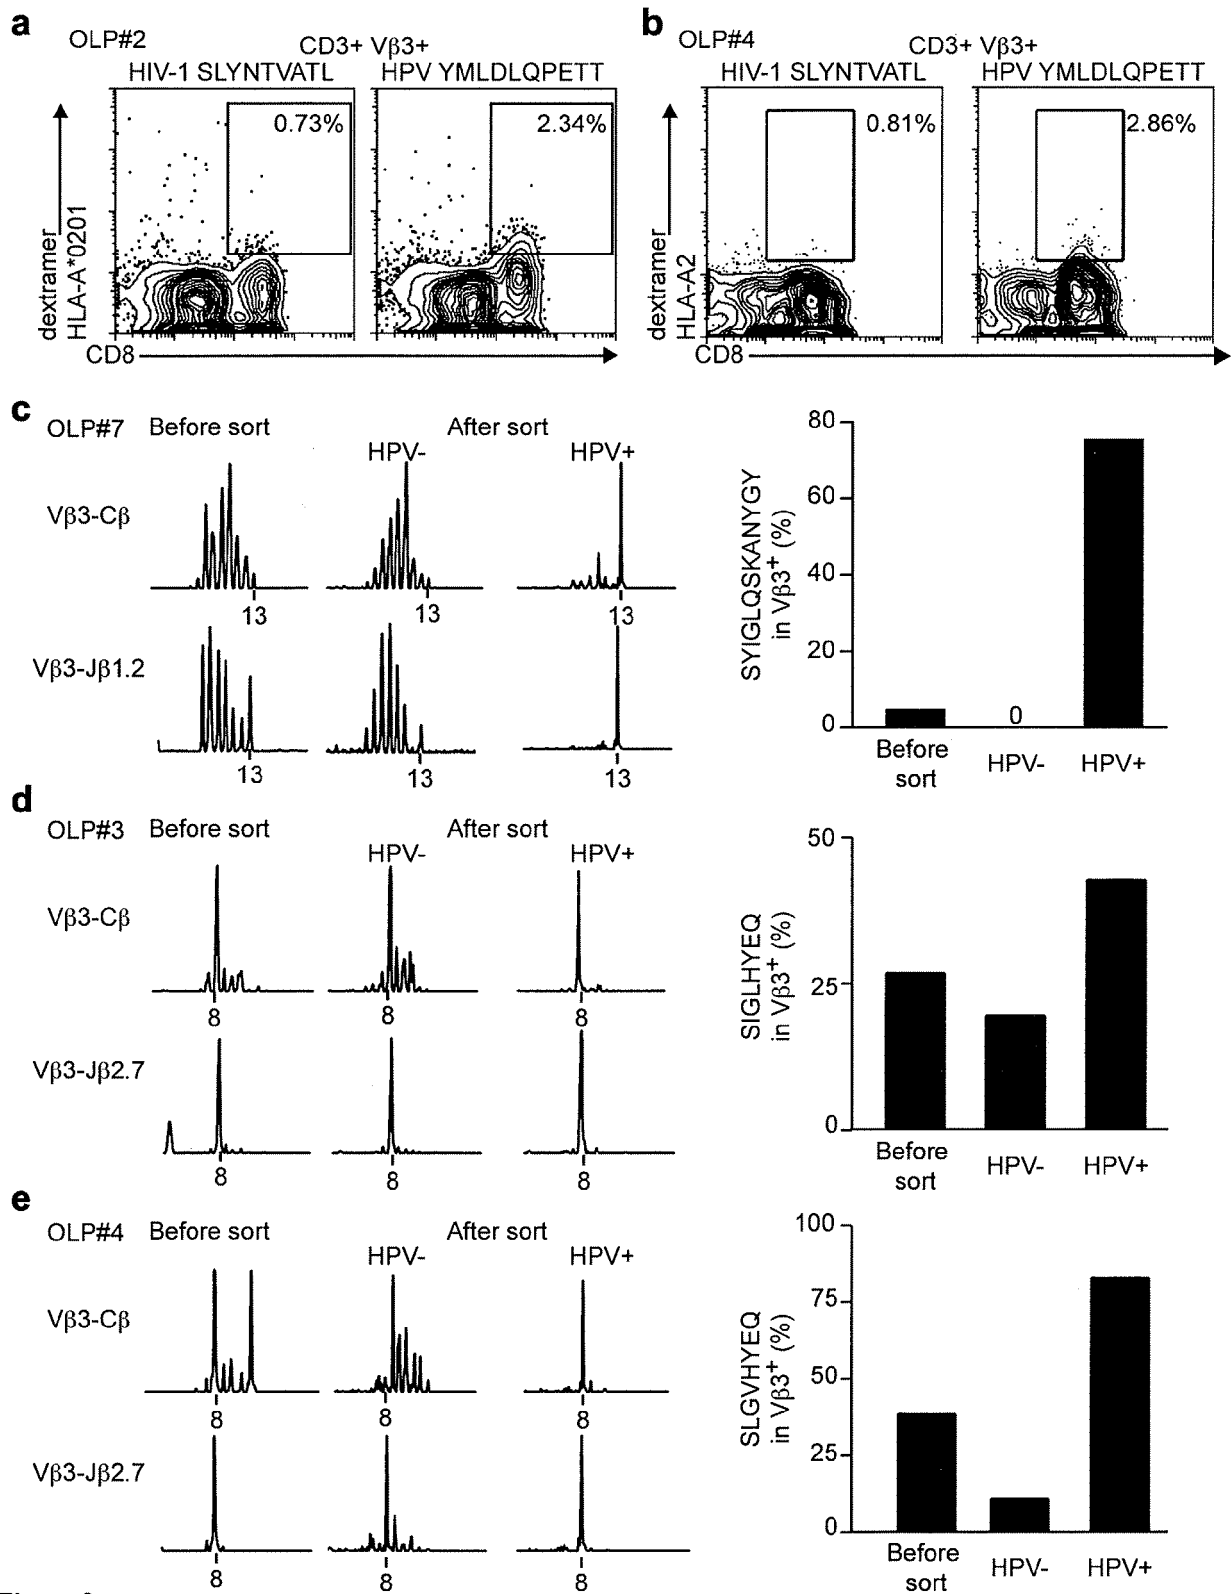 a
OLP#2
CD3+ Vβ3+
HIV-1 SLYNTVATL
HPV YMLDLQPETT
0.73%
2.34%
dextramer
HLA-A*0201
CD8
b
OLP#4
CD3+ Vβ3+
HIV-1 SLYNTVATL
HPV YMLDLQPETT
0.81%
2.86%
dextramer
HLA-A2
CD8
c
OLP#7
Before sort
After sort
HPV-
HPV+
Vβ3-Cβ
13
13
13
Vβ3-Jβ1.2
13
13
13
SYIGLQSKANYGY
in Vβ3+ (%)
80
60
40
20
0
0
Before
sort
HPV-
HPV+
d
OLP#3
Before sort
After sort
HPV-
HPV+
Vβ3-Cβ
8
8
8
Vβ3-Jβ2.7
8
8
8
SIGLHYEQ
in Vβ3+ (%)
50
25
0
Before
sort
HPV-
HPV+
e
OLP#4
Before sort
After sort
HPV-
HPV+
Vβ3-Cβ
8
8
8
Vβ3-Jβ2.7
8
8
8
SLGVHYEQ
in Vβ3+ (%)
100
75
50
25
0
Before
sort
HPV-
HPV+